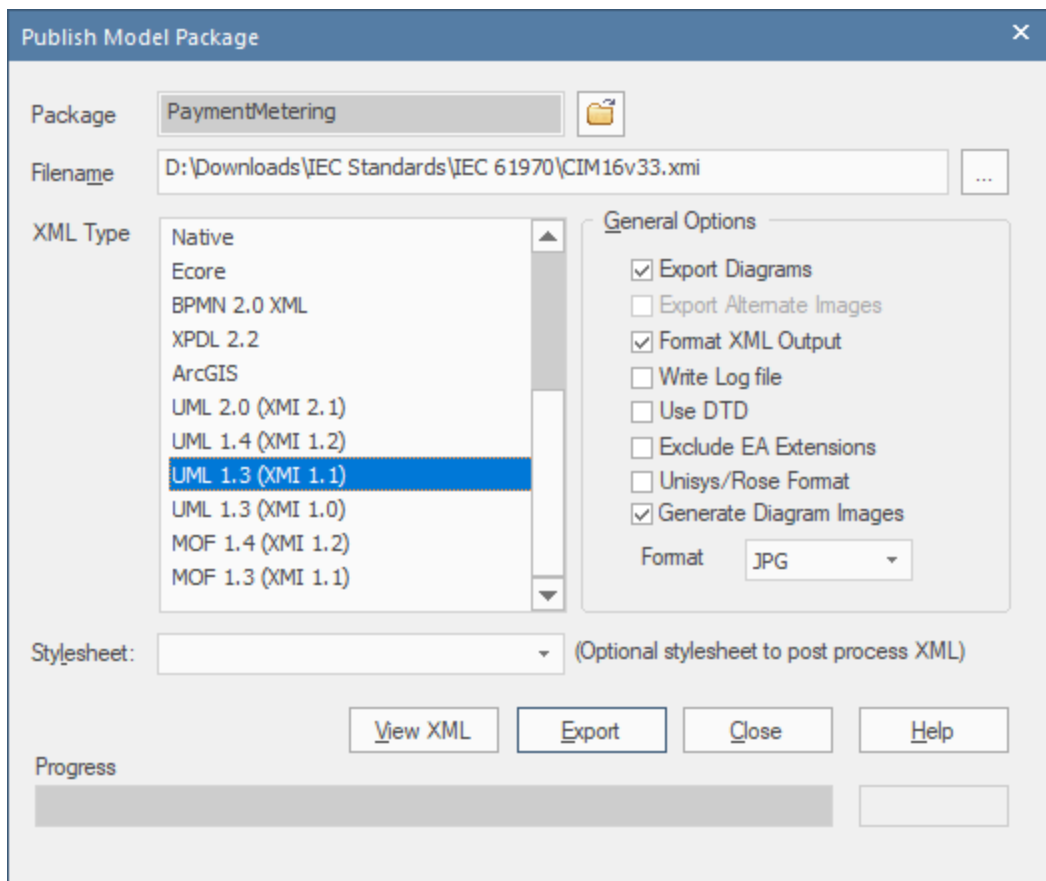 Publish Model Package
Package
PaymentMetering
Filename
D:\Downloads\IEC Standards\IEC 61970\CIM16v33.xmi
...
XML Type
Native
Ecore
BPMN 2.0 XML
XPDL 2.2
ArcGIS
UML 2.0 (XMI 2.1)
UML 1.4 (XMI 1.2)
UML 1.3 (XMI 1.1)
UML 1.3 (XMI 1.0)
MOF 1.4 (XMI 1.2)
MOF 1.3 (XMI 1.1)
General Options
Export Diagrams
Export Alternate Images
Format XML Output
Write Log file
Use DTD
Exclude EA Extensions
Unisys/Rose Format
Generate Diagram Images
Format
JPG
Stylesheet:
(Optional stylesheet to post process XML)
View XML
Export
Close
Help
Progress